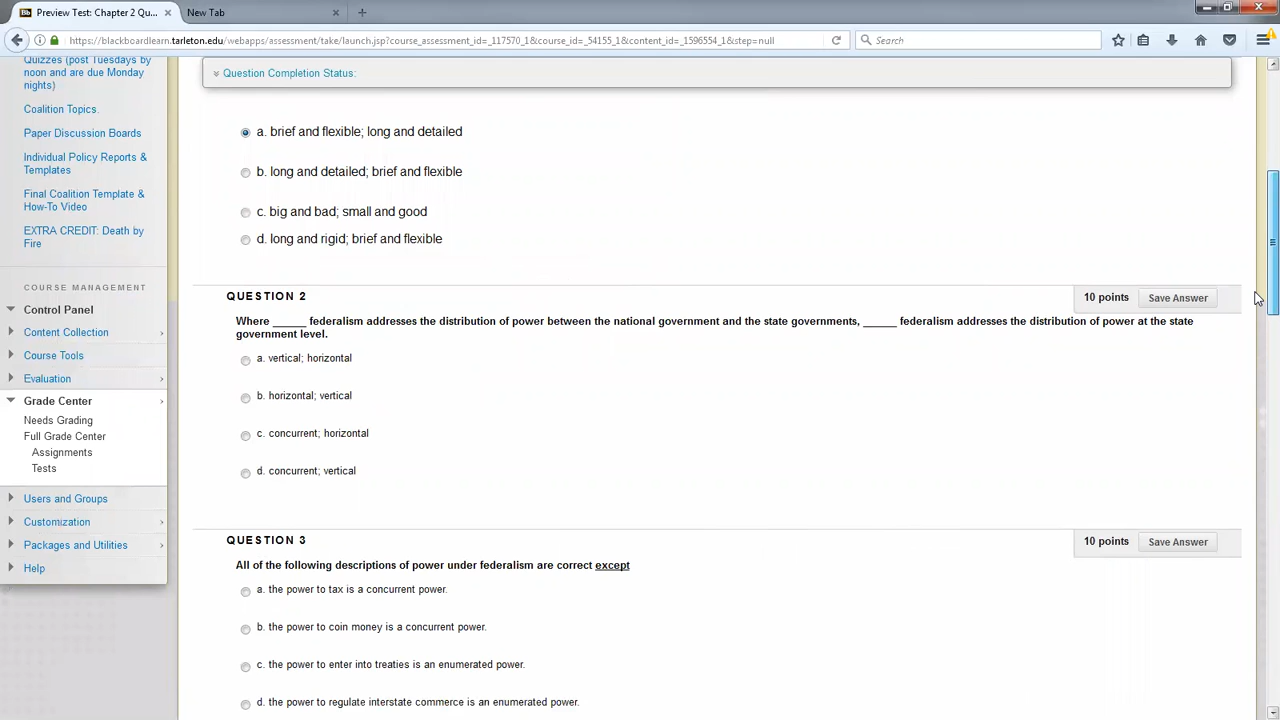 Preview Test: Chapter 2 Qu...
New Tab
https://blackboardlearn.tarleton.edu/webapps/assessment/take/launch.jsp?course_assessment_id=_117570_1&course_id=_54155_1&content_id=_1596554_1&step=null
Search
Quizzes (post Tuesdays by
noon and are due Monday
nights)
Coalition Topics.
Paper Discussion Boards
Individual Policy Reports &
Templates
Final Coalition Template &
How-To Video
EXTRA CREDIT: Death by
Fire
COURSE MANAGEMENT
Control Panel
Content Collection
Course Tools
Evaluation
Grade Center
Needs Grading
Full Grade Center
Assignments
Tests
Users and Groups
Customization
Packages and Utilities
Help
Question Completion Status:
a. brief and flexible; long and detailed
b. long and detailed; brief and flexible
c. big and bad; small and good
d. long and rigid; brief and flexible
QUESTION 2
10 points
Save Answer
Where ______ federalism addresses the distribution of power between the national government and the state governments, ______ federalism addresses the distribution of power at the state
government level.
a. vertical; horizontal
b. horizontal; vertical
c. concurrent; horizontal
d. concurrent; vertical
QUESTION 3
10 points
Save Answer
All of the following descriptions of power under federalism are correct except
a. the power to tax is a concurrent power.
b. the power to coin money is a concurrent power.
c. the power to enter into treaties is an enumerated power.
d. the power to regulate interstate commerce is an enumerated power.